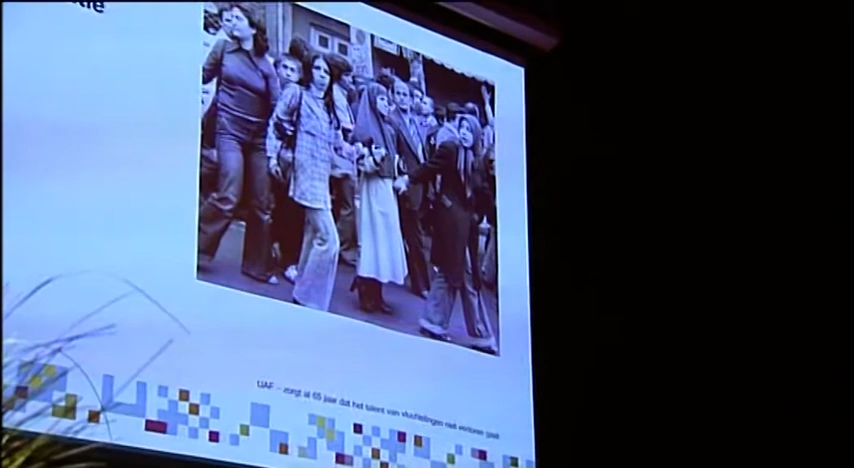 UAF – zorgt al 65 jaar dat het talent van vluchtelingen niet verloren gaat